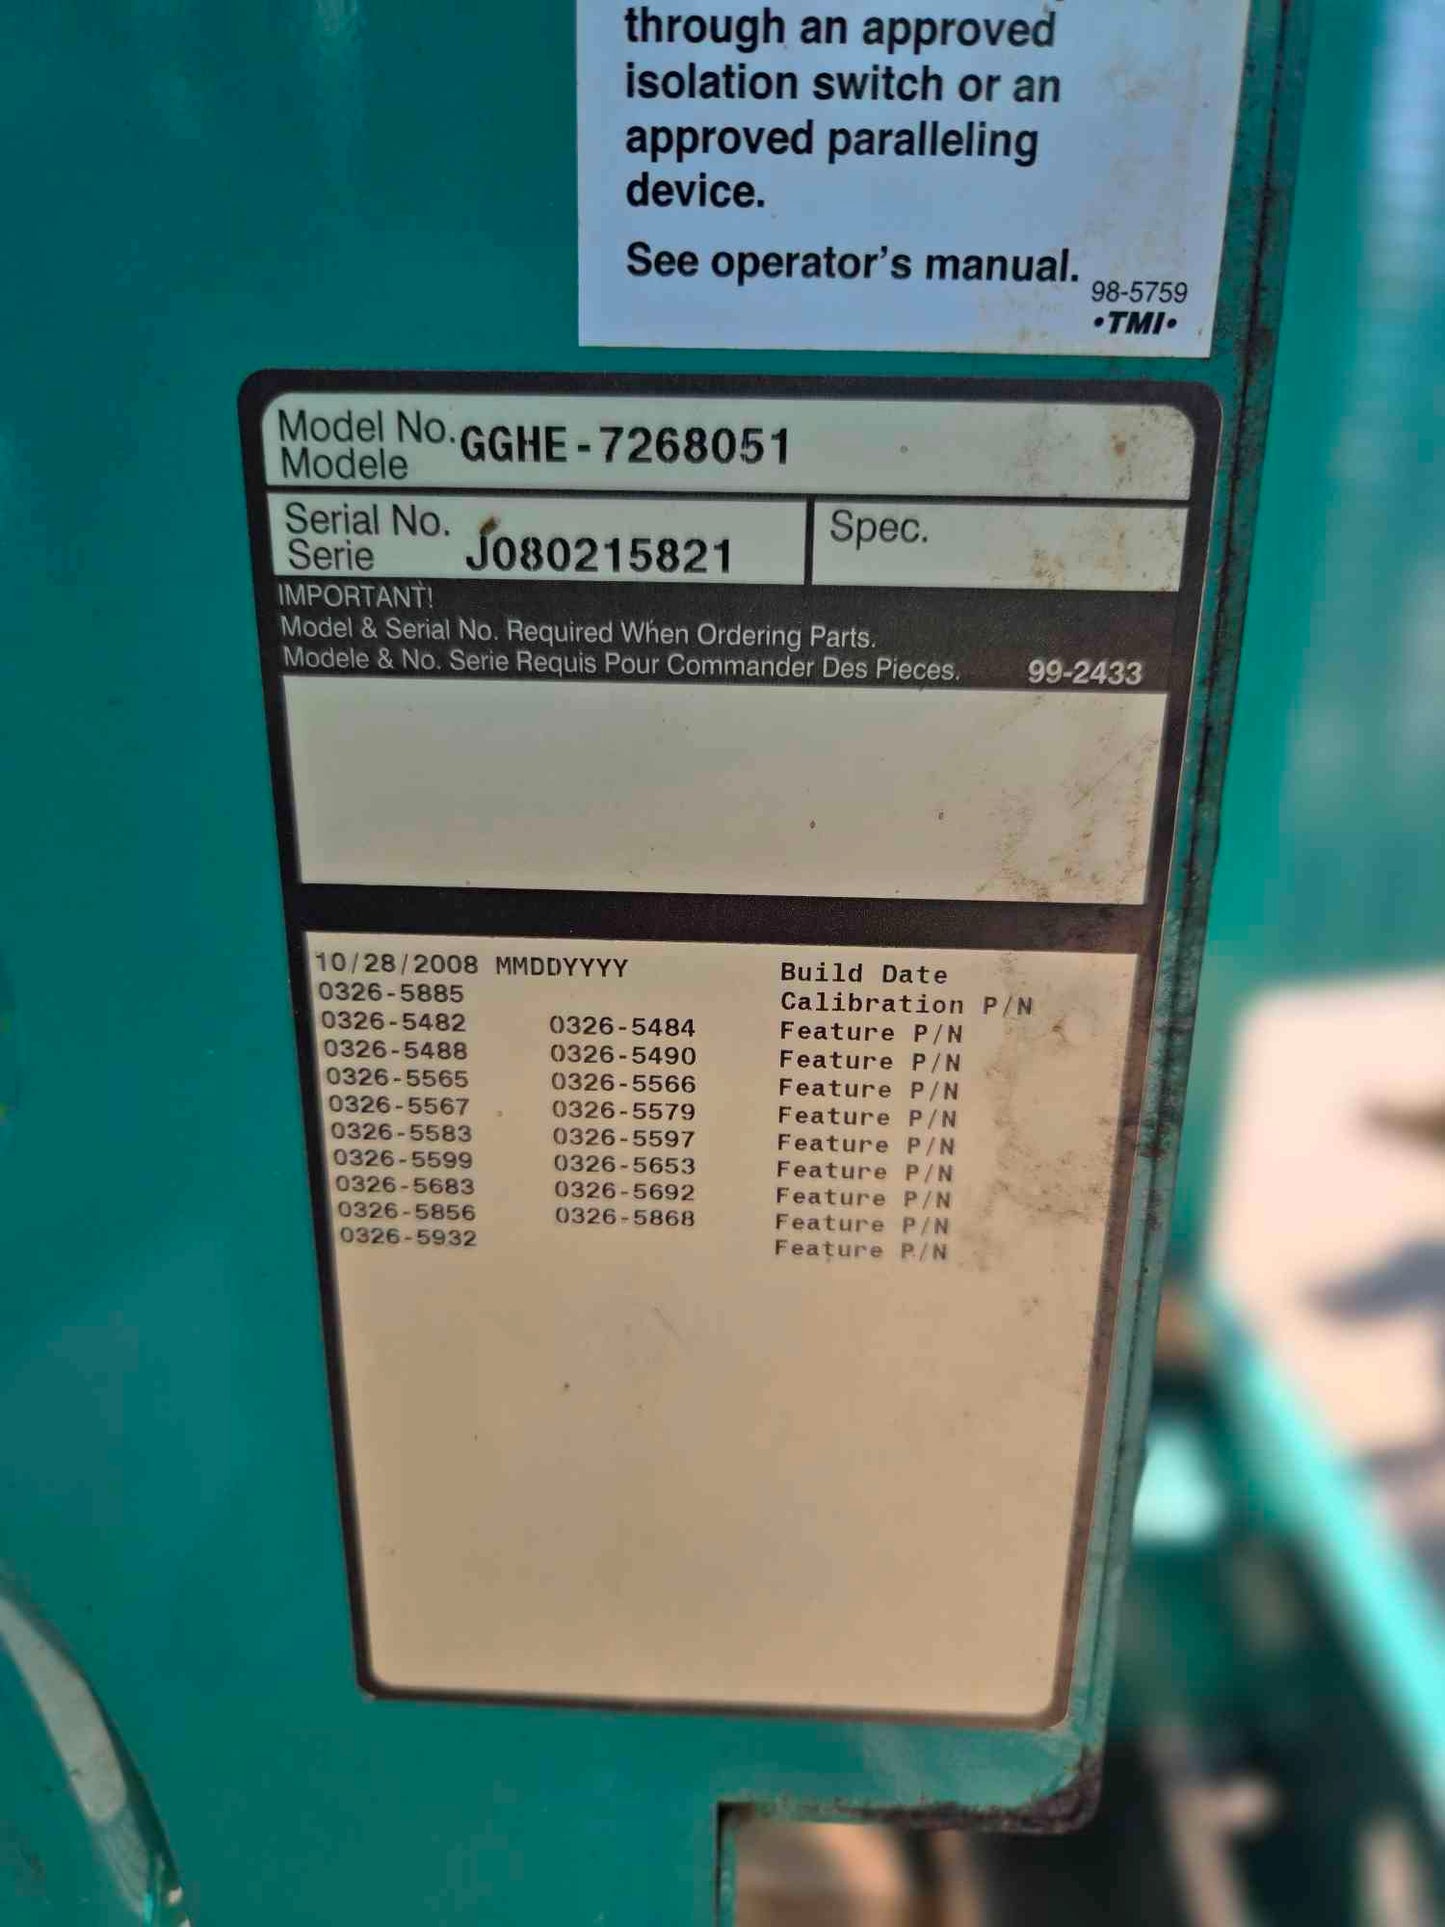 through an approved
isolation switch or an
approved paralleling
device.
See operator's manual.
98-5759
•TMI•
Model No. GGHE-7268051
Modele
Serial No. J080215821
Serie
Spec.
IMPORTANT!
Model & Serial No. Required When Ordering Parts.
Modele & No. Serie Requis Pour Commander Des Pieces. 99-2433
10/28/2008 MMDDYYYY Build Date
0326-5885 Calibration P/N
0326-5482 0326-5484 Feature P/N
0326-5488 0326-5490 Feature P/N
0326-5565 0326-5566 Feature P/N
0326-5567 0326-5579 Feature P/N
0326-5583 0326-5597 Feature P/N
0326-5599 0326-5653 Feature P/N
0326-5683 0326-5692 Feature P/N
0326-5856 0326-5868 Feature P/N
0326-5932 Feature P/N